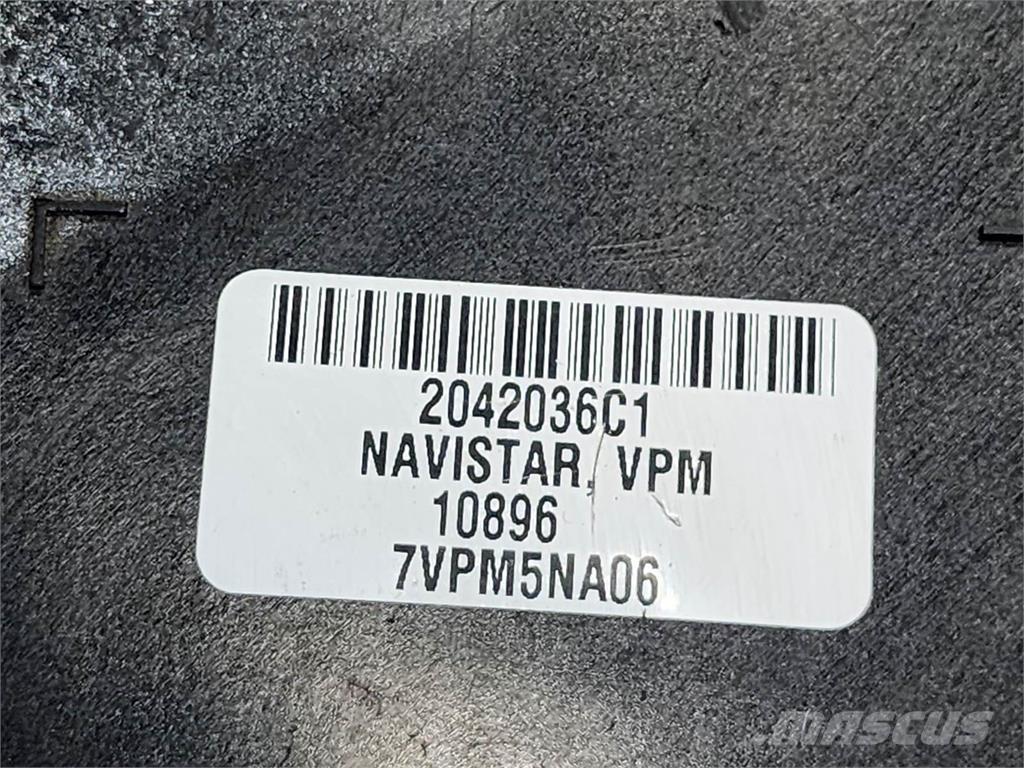 2042036C1
NAVISTAR, VPM
10896
7VPM5NA06
MASCUS